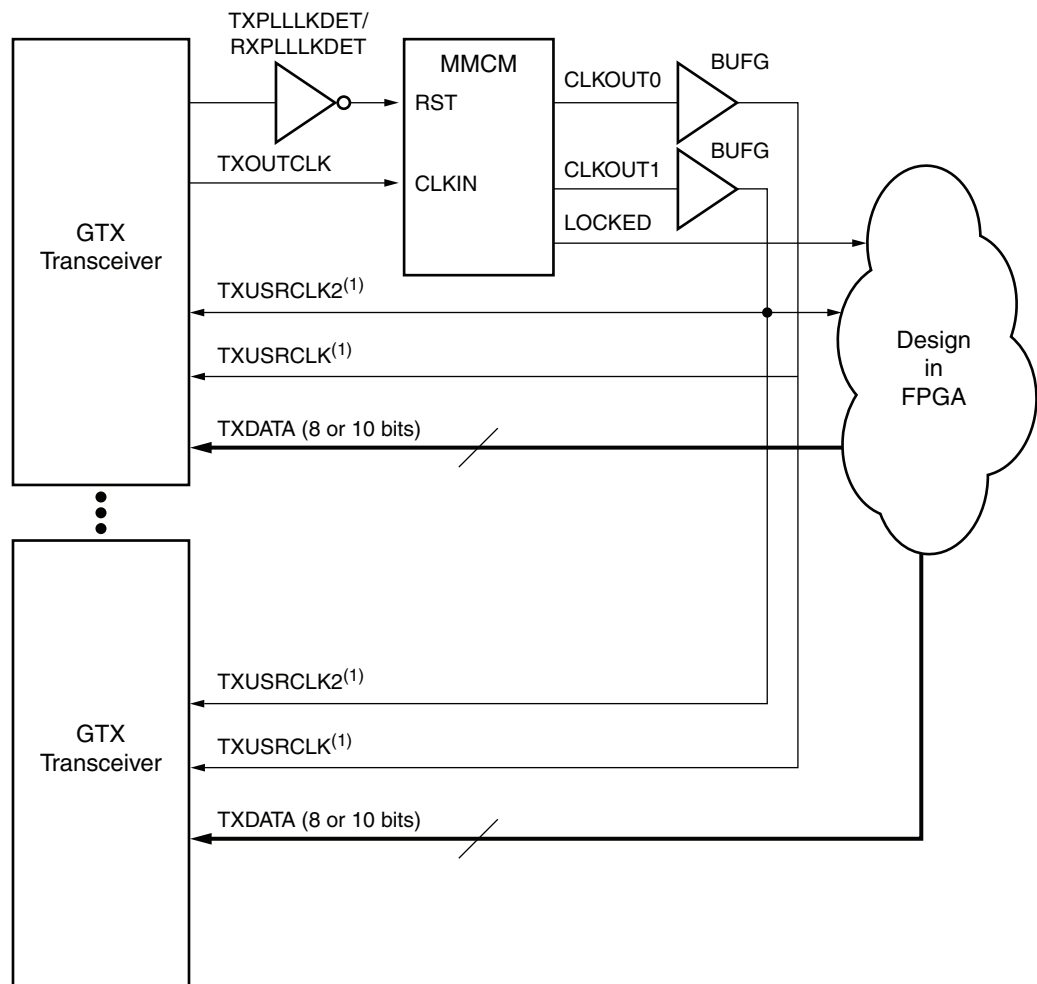 TXPLLLKDET/
RXPLLLKDET
MMCM
BUFG
CLKOUT0
RST
BUFG
TXOUTCLK
CLKIN
CLKOUT1
LOCKED
GTX
Transceiver
TXUSRCLK2(1)
TXUSRCLK(1)
Design
in
FPGA
TXDATA (8 or 10 bits)
TXUSRCLK2(1)
GTX
Transceiver
TXUSRCLK(1)
TXDATA (8 or 10 bits)